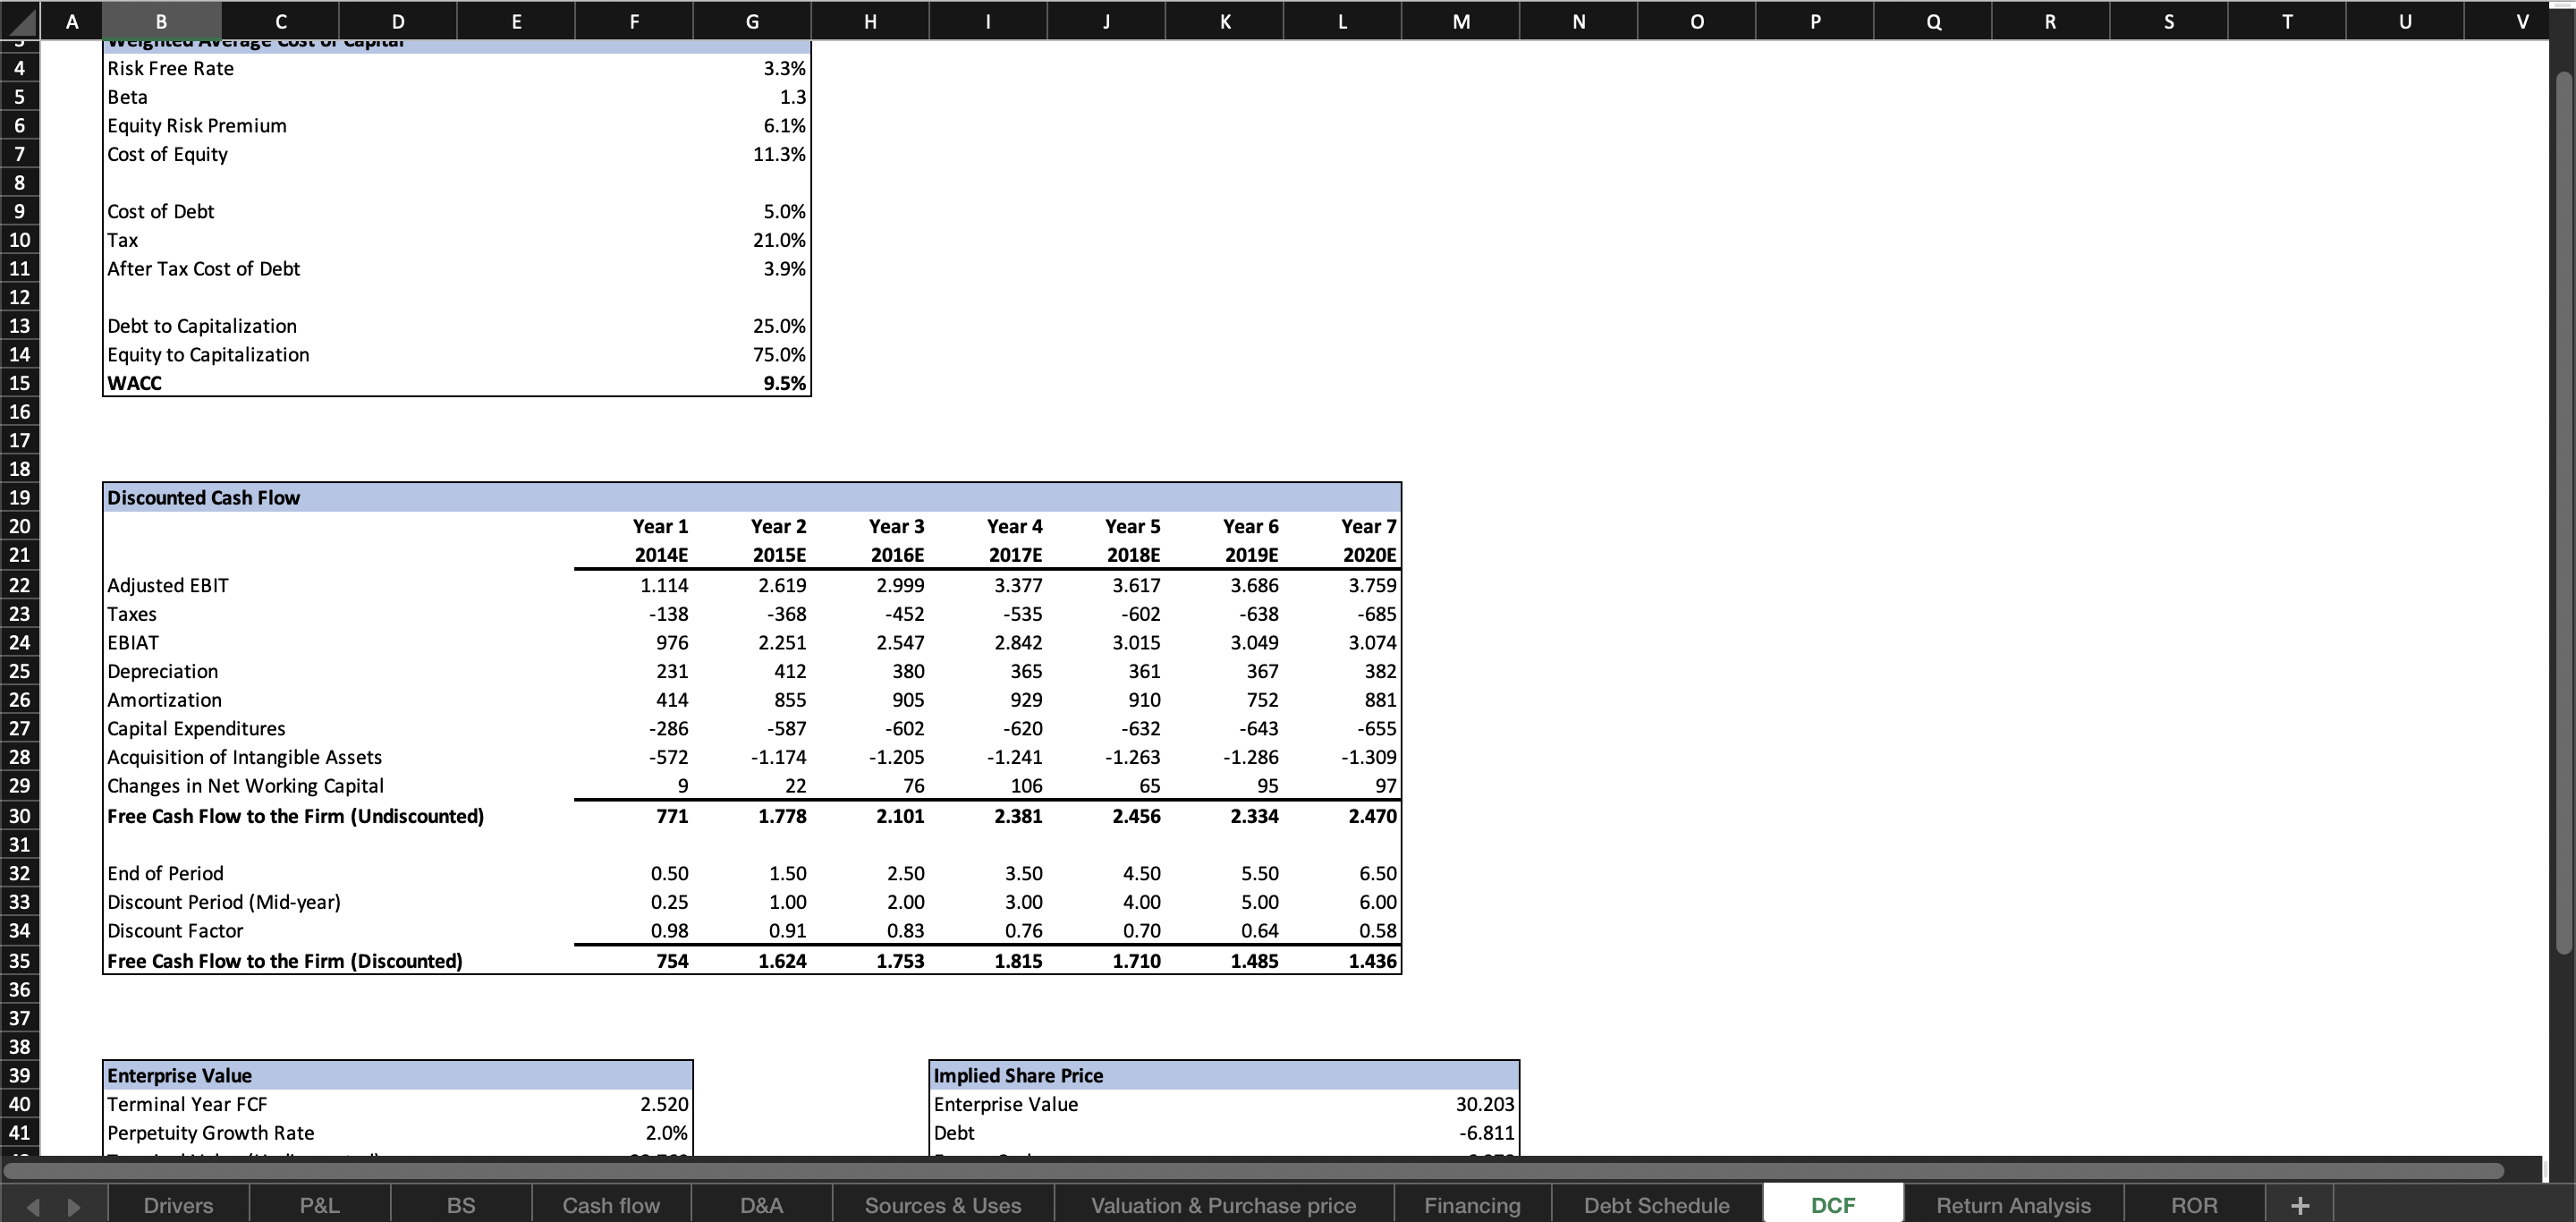 A B C D E F G H I J K L M N O P Q R S T U V
3 Weighted Average Cost of Capital
4 Risk Free Rate 3.3%
5 Beta 1.3
6 Equity Risk Premium 6.1%
7 Cost of Equity 11.3%
8
9 Cost of Debt 5.0%
10 Tax 21.0%
11 After Tax Cost of Debt 3.9%
12
13 Debt to Capitalization 25.0%
14 Equity to Capitalization 75.0%
15 WACC 9.5%
16
17
18
19 Discounted Cash Flow
20 Year 1 Year 2 Year 3 Year 4 Year 5 Year 6 Year 7
21 2014E 2015E 2016E 2017E 2018E 2019E 2020E
22 Adjusted EBIT 1.114 2.619 2.999 3.377 3.617 3.686 3.759
23 Taxes -138 -368 -452 -535 -602 -638 -685
24 EBIAT 976 2.251 2.547 2.842 3.015 3.049 3.074
25 Depreciation 231 412 380 365 361 367 382
26 Amortization 414 855 905 929 910 752 881
27 Capital Expenditures -286 -587 -602 -620 -632 -643 -655
28 Acquisition of Intangible Assets -572 -1.174 -1.205 -1.241 -1.263 -1.286 -1.309
29 Changes in Net Working Capital 9 22 76 106 65 95 97
30 Free Cash Flow to the Firm (Undiscounted) 771 1.778 2.101 2.381 2.456 2.334 2.470
31
32 End of Period 0.50 1.50 2.50 3.50 4.50 5.50 6.50
33 Discount Period (Mid-year) 0.25 1.00 2.00 3.00 4.00 5.00 6.00
34 Discount Factor 0.98 0.91 0.83 0.76 0.70 0.64 0.58
35 Free Cash Flow to the Firm (Discounted) 754 1.624 1.753 1.815 1.710 1.485 1.436
36
37
38
39 Enterprise Value Implied Share Price
40 Terminal Year FCF 2.520 Enterprise Value 30.203
41 Perpetuity Growth Rate 2.0% Debt -6.811
Drivers P&L BS Cash flow D&A Sources & Uses Valuation & Purchase price Financing Debt Schedule DCF Return Analysis ROR +